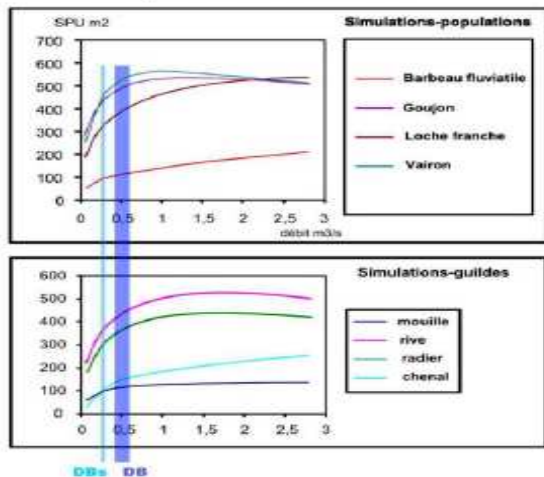 SPU m2
Simulations-populations
700
600
500
400
300
200
100
0
0 0,5 1 1,5 2 2,5 3
débit m3/s
Barbeau fluviatile
Goujon
Loche franche
Vairon
Simulations-guildes
600
500
400
300
200
100
0
0 0,5 1 1,5 2 2,5 3
mouille
rive
radier
chenal
DBs DB